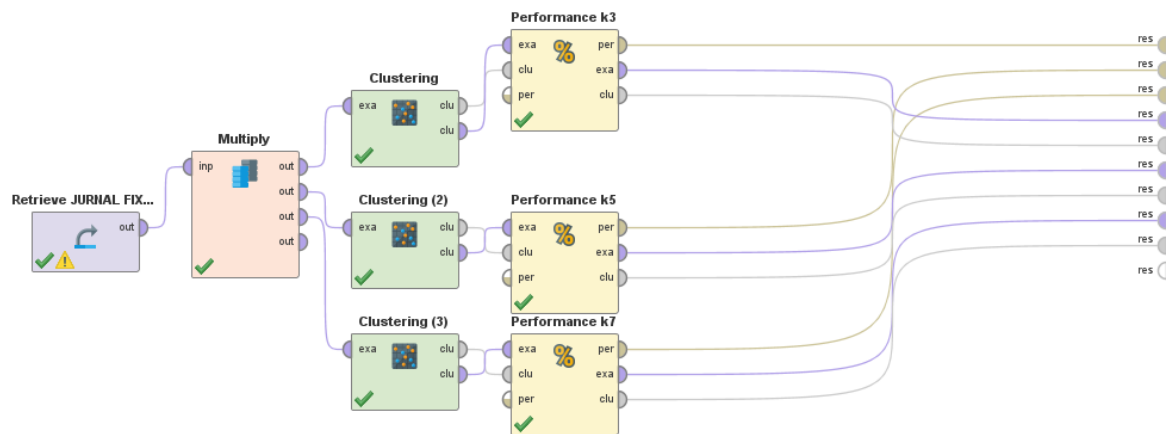 Performance k3
exa
per
clu
exa
per
clu
%
Clustering
exa
clu
clu
Multiply
inp
out
out
out
out
Retrieve JURNAL FIX...
out
Clustering (2)
exa
clu
clu
Performance k5
exa
per
clu
exa
per
clu
%
Clustering (3)
exa
clu
clu
Performance k7
exa
per
clu
exa
per
clu
%
res
res
res
res
res
res
res
res
res
res